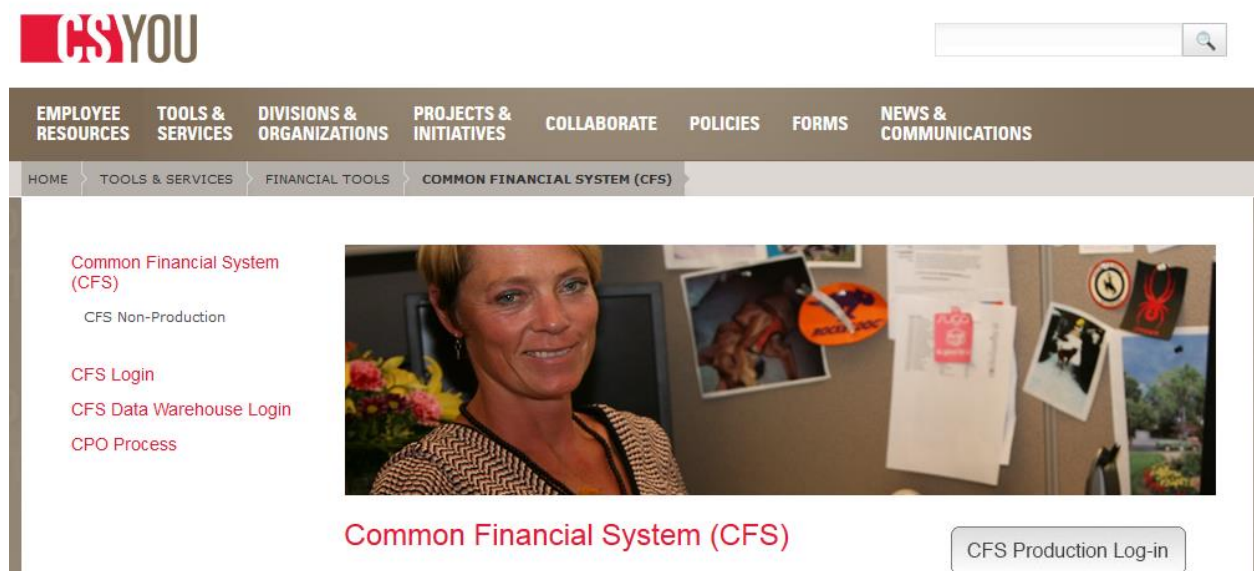 CSYOU
EMPLOYEE
RESOURCES
TOOLS &
SERVICES
DIVISIONS &
ORGANIZATIONS
PROJECTS &
INITIATIVES
COLLABORATE
POLICIES
FORMS
NEWS &
COMMUNICATIONS
HOME
TOOLS & SERVICES
FINANCIAL TOOLS
COMMON FINANCIAL SYSTEM (CFS)
Common Financial System
(CFS)
CFS Non-Production
CFS Login
CFS Data Warehouse Login
CPO Process
Common Financial System (CFS)
CFS Production Log-in